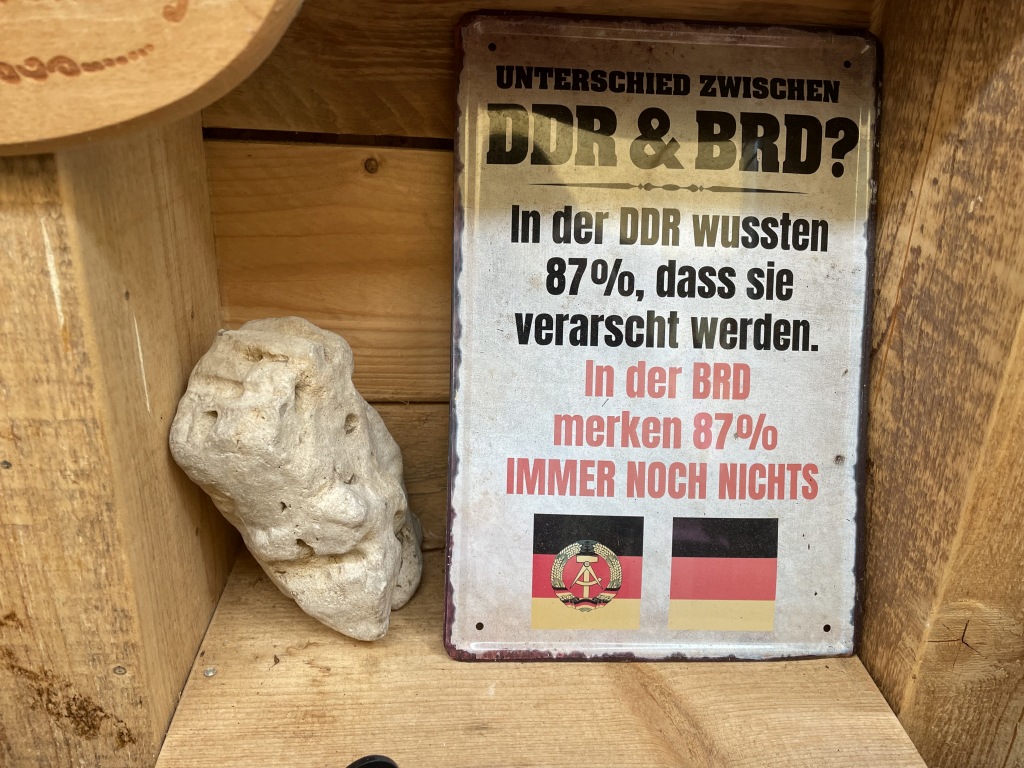 UNTERSCHIED ZWISCHEN
DDR & BRD?
In der DDR wussten
87%, dass sie
verarscht werden.
In der BRD
merken 87%
IMMER NOCH NICHTS